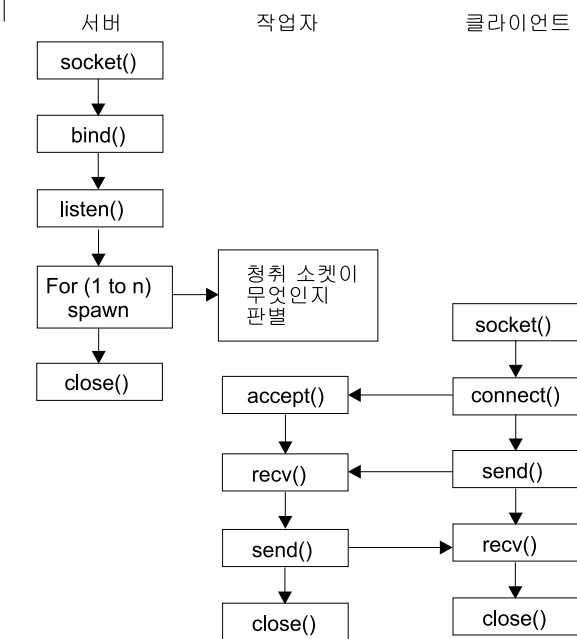 서버 작업자 클라이언트
socket()
bind()
listen()
For (1 to n)
spawn
close()
청취 소켓이
무엇인지
판별
accept()
recv()
send()
close()
socket()
connect()
send()
recv()
close()